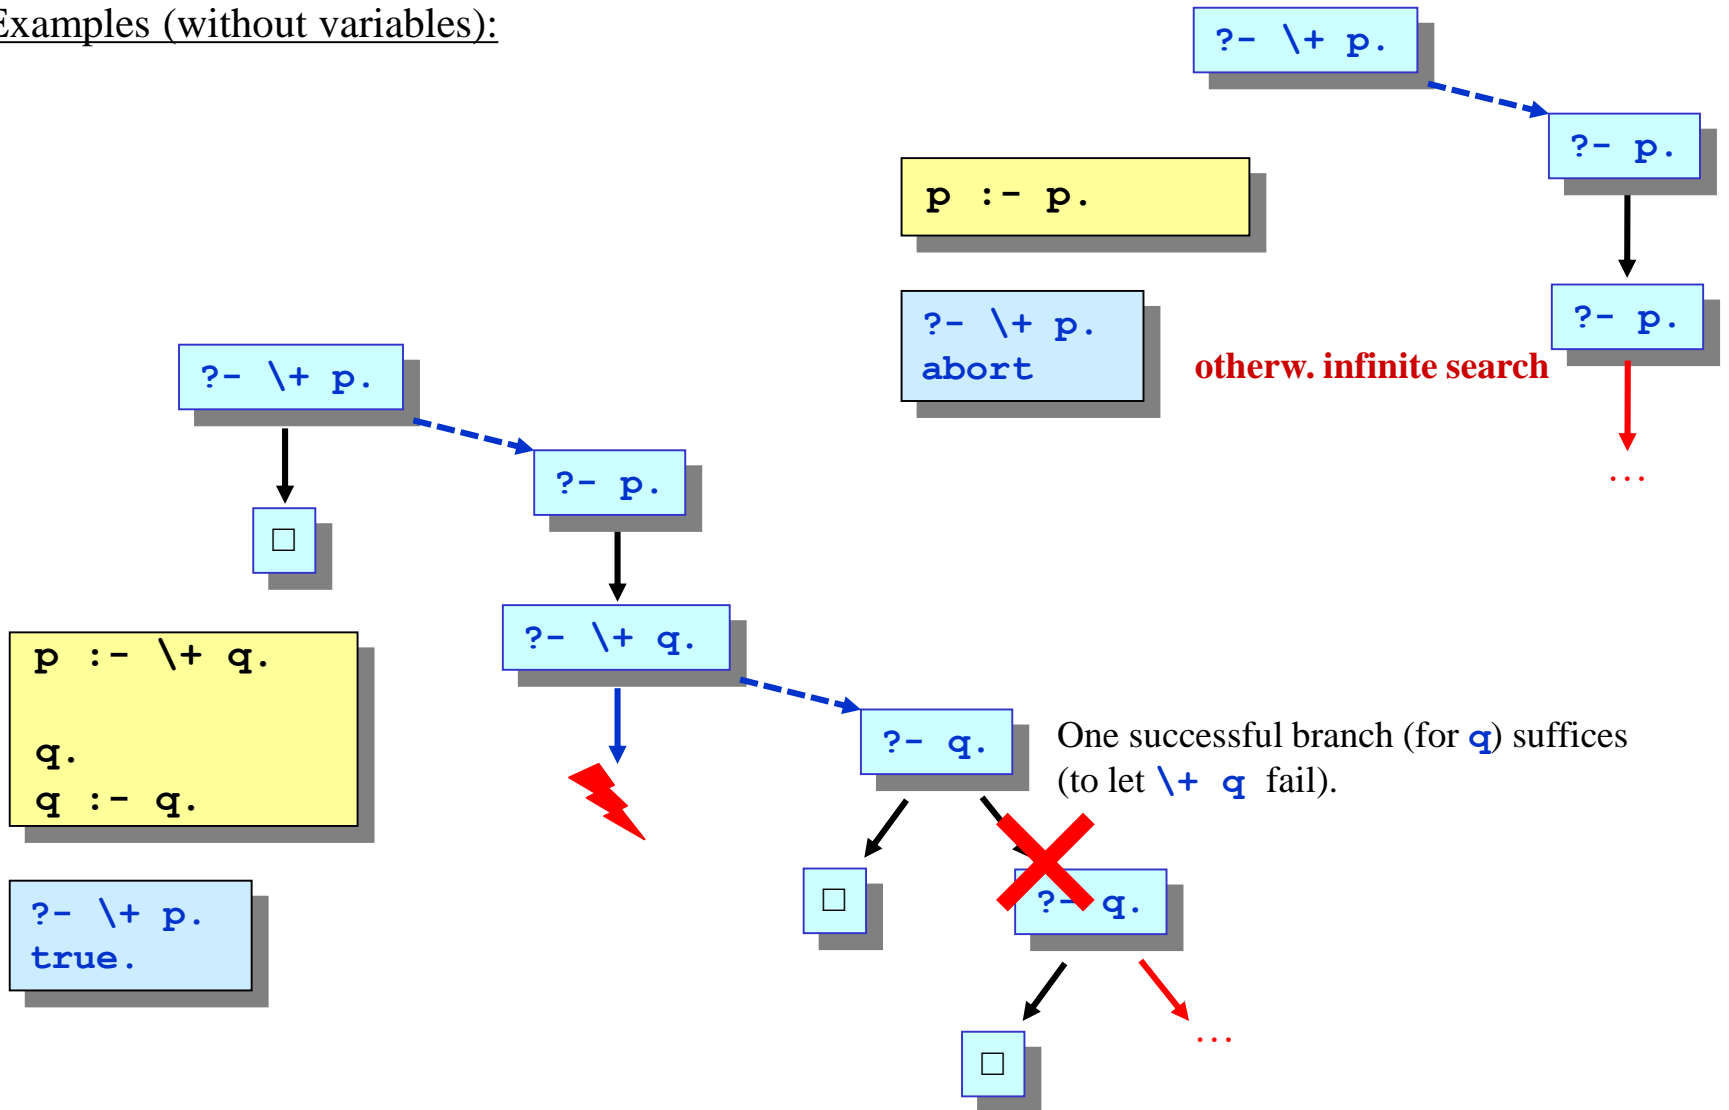 Examples (without variables):
?- \+ p.
?- p.
p :- p.
?- \+ p.
abort
otherw. infinite search
?- p.
...
?- \+ p.
?- p.
□
?- \+ q.
p :- \+ q.
q.
q :- q.
?- q.
One successful branch (for q) suffices
(to let \+ q fail).
□
?- q.
?- \+ p.
true.
...
□